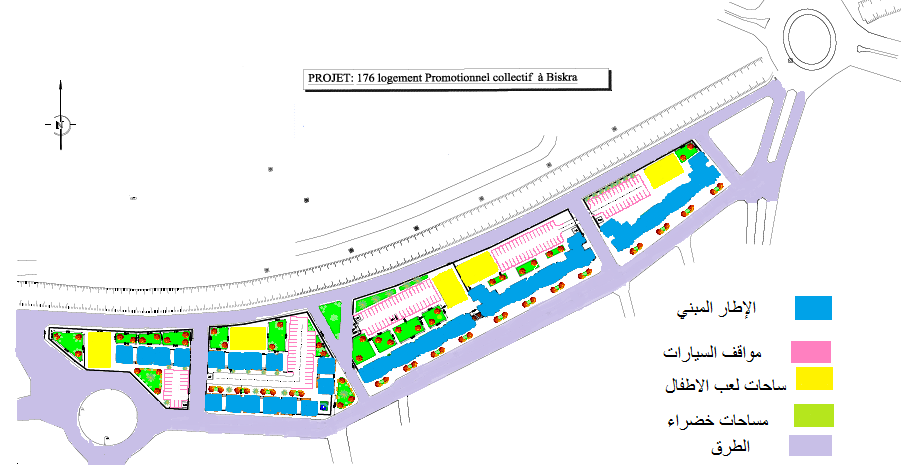 PROJET: 176 logement Promotionnel collectif à Biskra
N
الإطار المبني
مواقف السيارات
ساحات لعب الاطفال
مساحات خضراء
الطرق